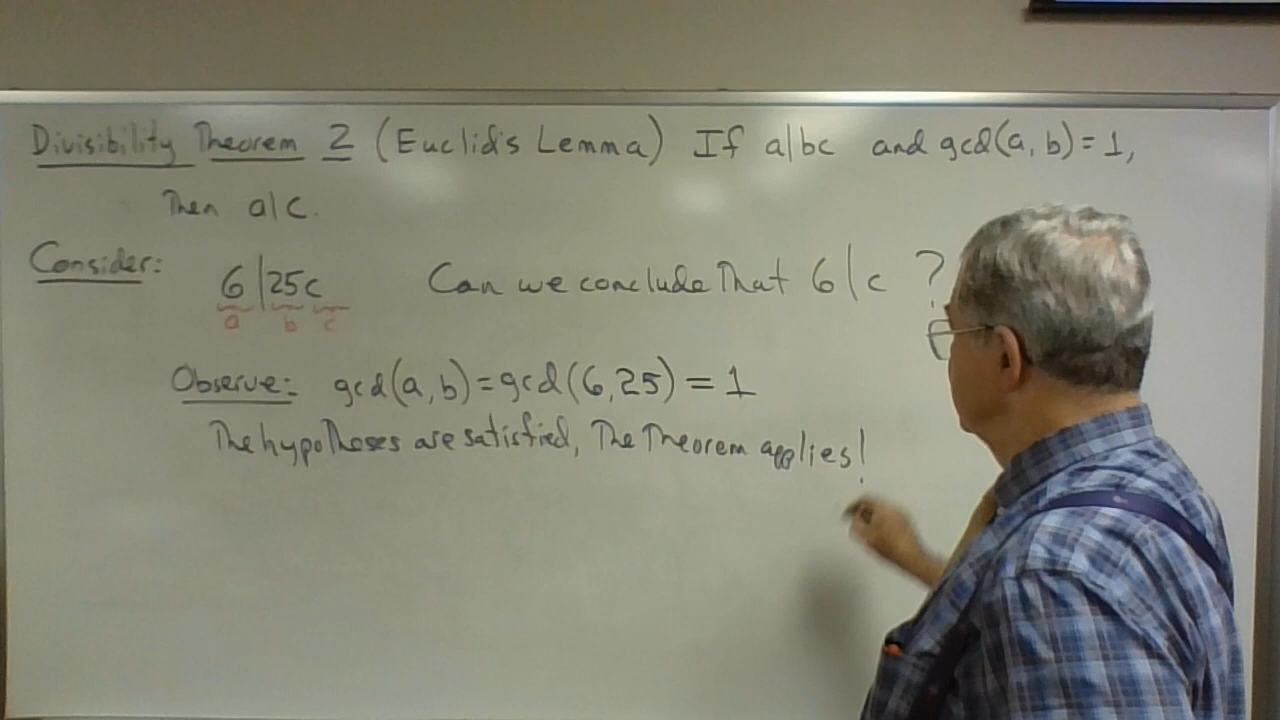 Divisibility Theorem 2 (Euclid's Lemma) If a|bc and gcd(a, b) = 1,
Then a|c.
Consider: 6|25c Can we conclude That 6|c ?
a b c
Observe: gcd(a, b) = gcd(6, 25) = 1
The hypotheses are satisfied, The Theorem applies!